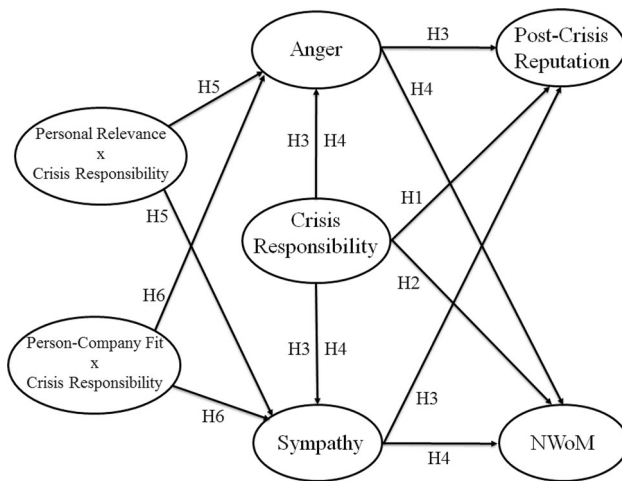 Anger
H3
Post-Crisis
Reputation
H5
H4
Personal Relevance
x
Crisis Responsibility
H3 H4
H5
H1
Crisis
Responsibility
H2
H6
Person-Company Fit
x
Crisis Responsibility
H3 H4
H3
H6
Sympathy
H4
NWoM